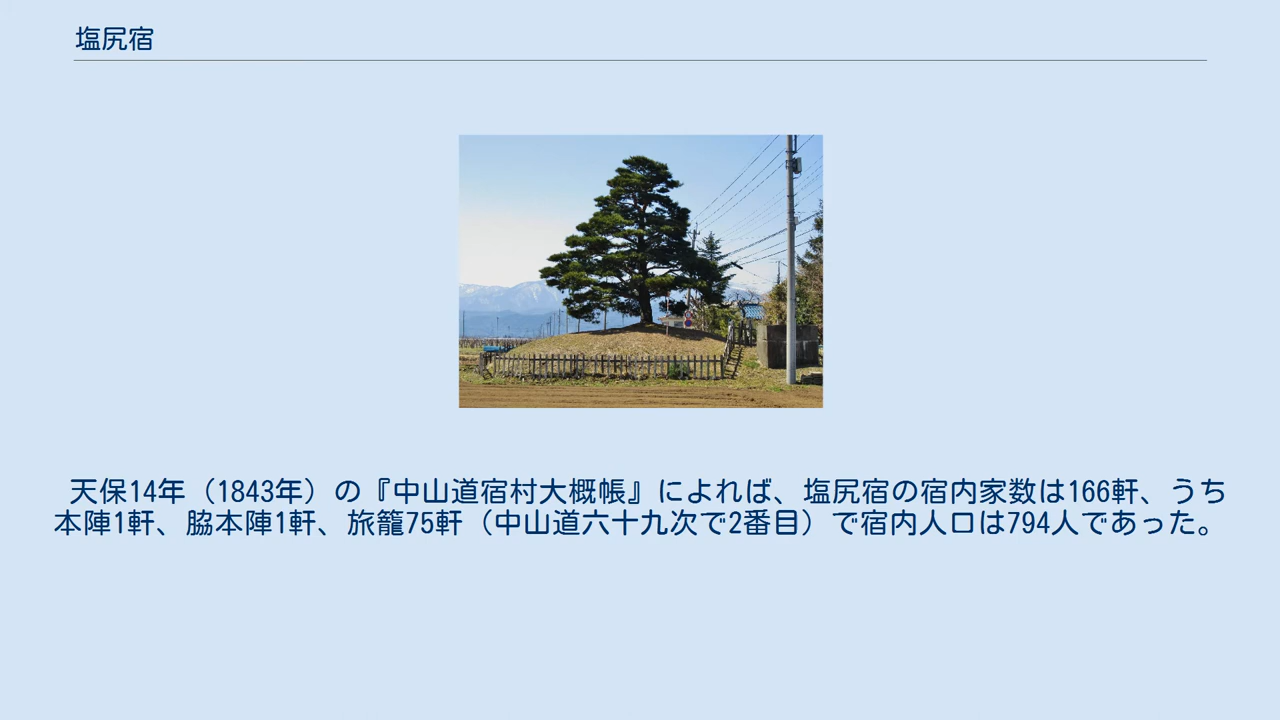 塩尻宿
天保14年（1843年）の『中山道宿村大概帳』によれば、塩尻宿の宿内家数は166軒、うち
本陣1軒、脇本陣1軒、旅籠75軒（中山道六十九次で2番目）で宿内人口は794人であった。